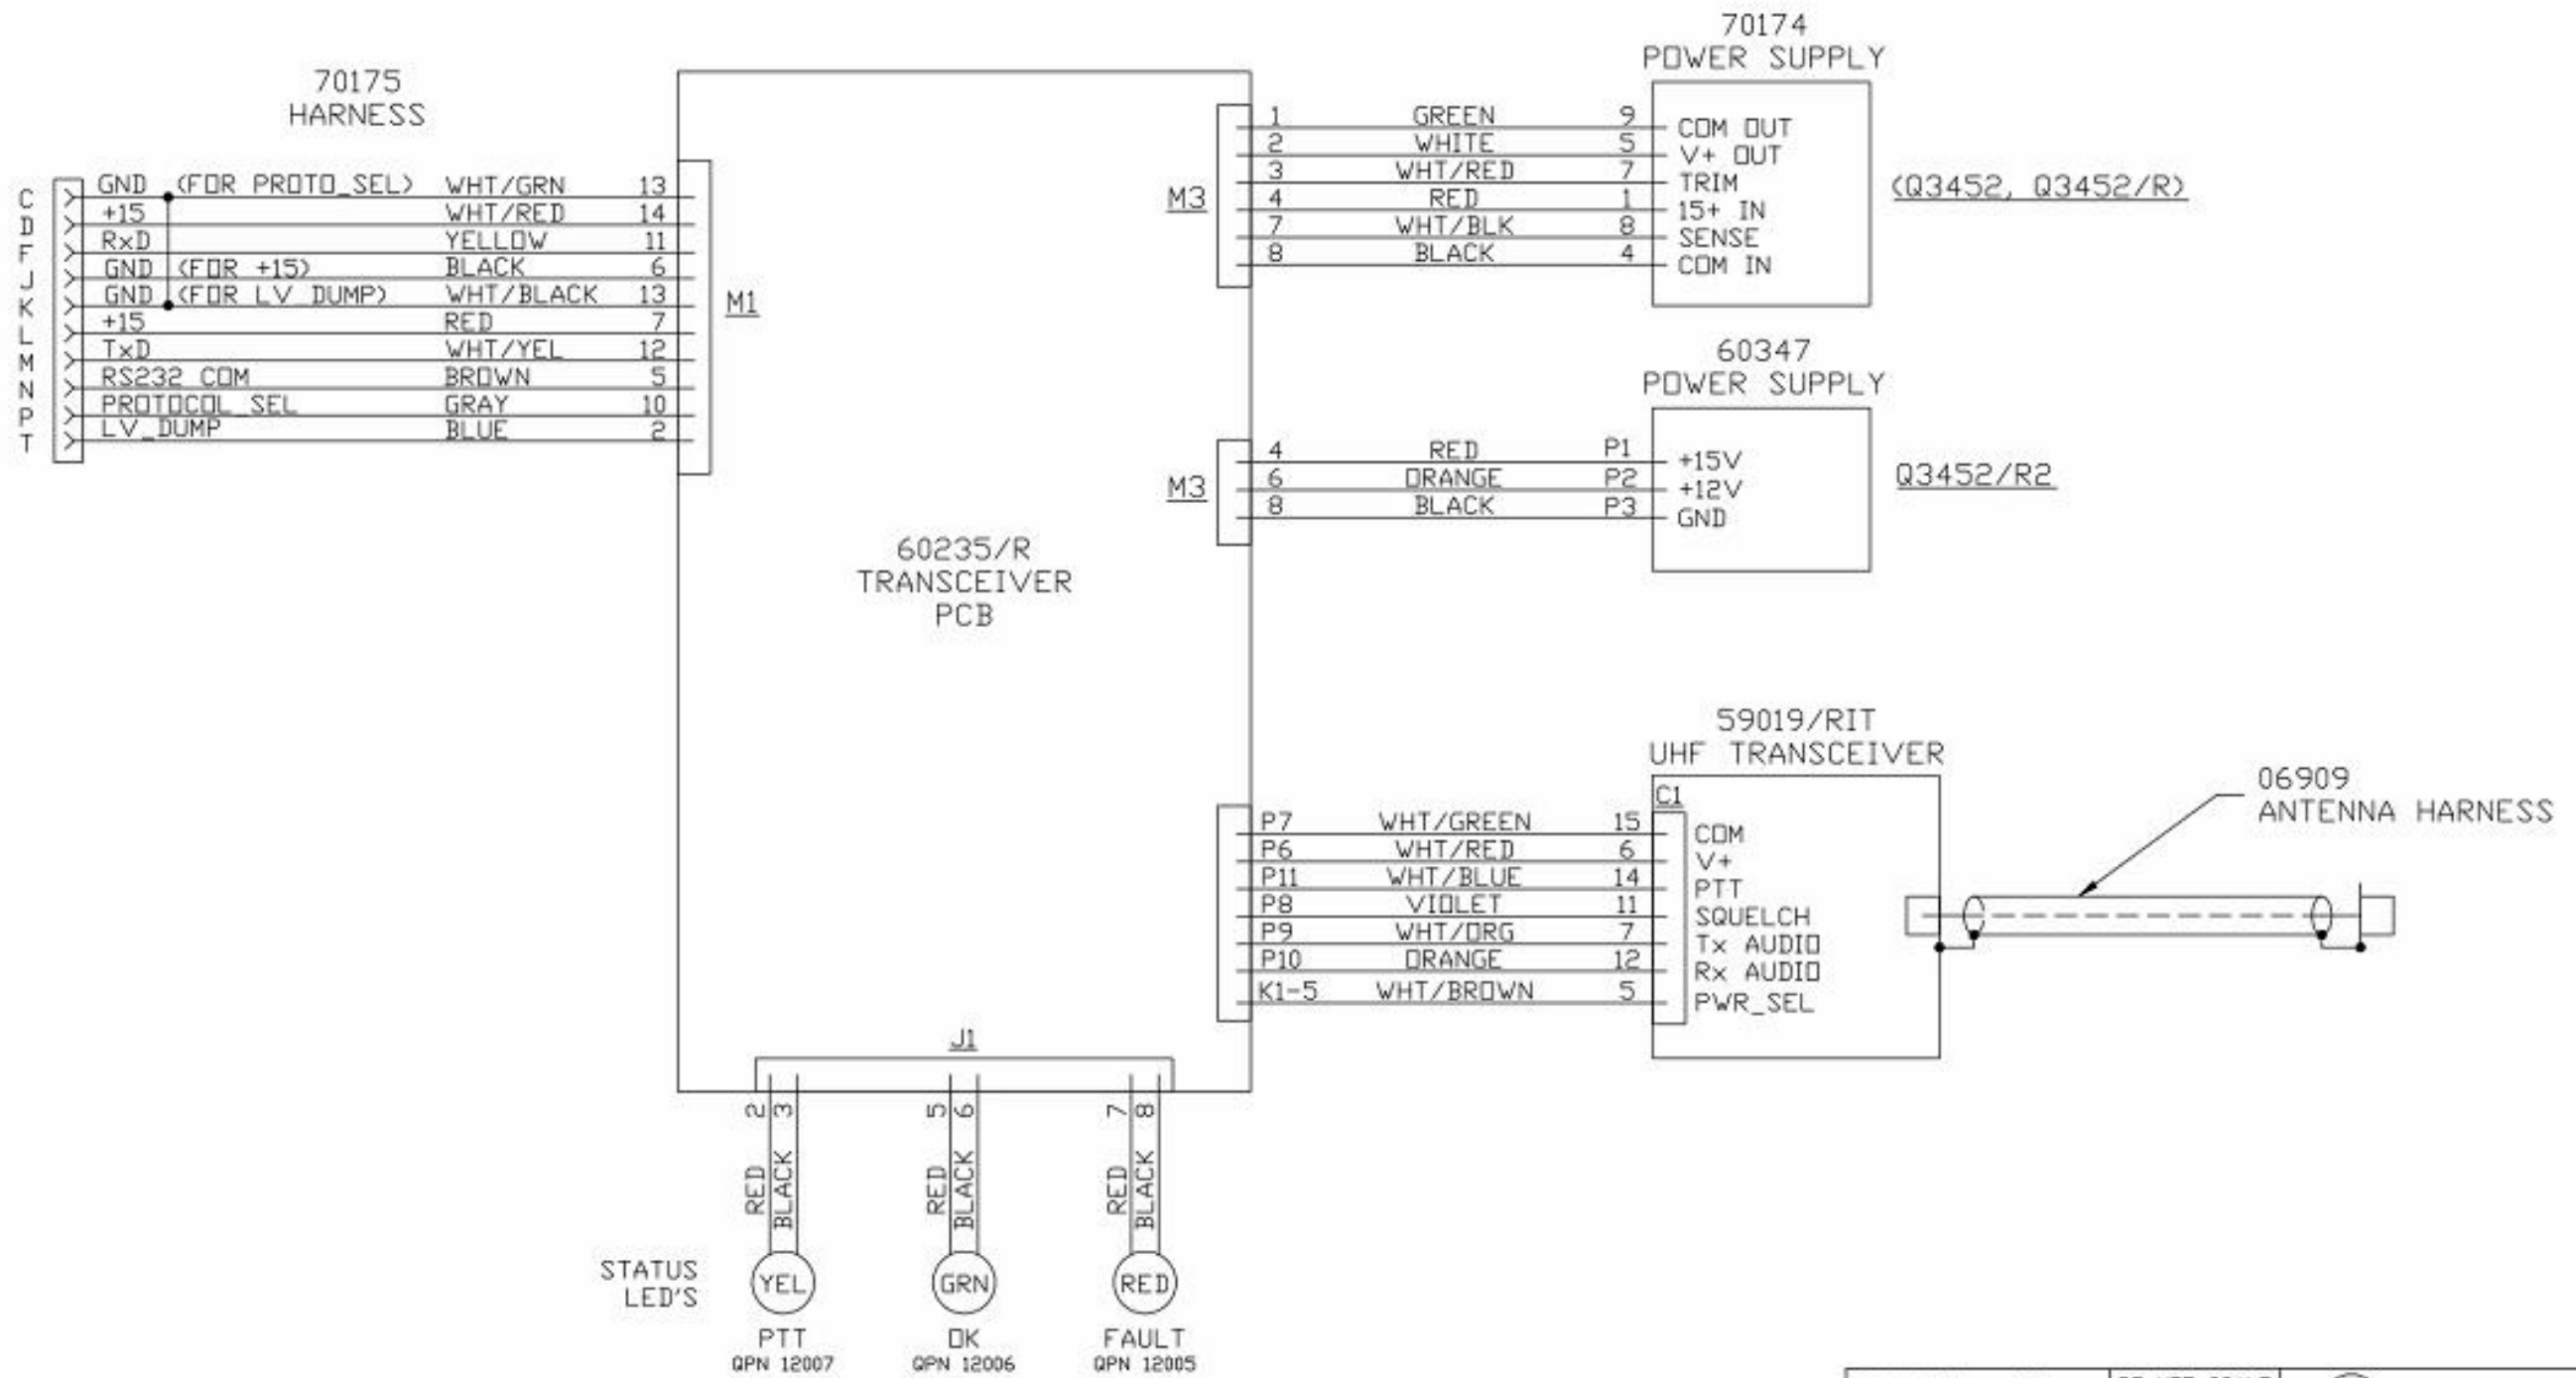 70175
HARNESS
C GND (FOR PROTO_SEL) WHT/GRN 13
D +15 WHT/RED 14
F RxD YELLOW 11
J GND (FOR +15) BLACK 6
K GND (FOR LV_DUMP) WHT/BLACK 13
L +15 RED 7
M TxD WHT/YEL 12
N RS232 COM BROWN 5
P PROTOCOL_SEL GRAY 10
T LV_DUMP BLUE 2
M1
60235/R
TRANSCEIVER
PCB
70174
POWER SUPPLY
M3
1 GREEN 9 COM OUT
2 WHITE 5 V+ OUT
3 WHT/RED 7 TRIM
4 RED 1 15+ IN
7 WHT/BLK 8 SENSE
8 BLACK 4 COM IN
(Q3452, Q3452/R)
60347
POWER SUPPLY
M3
4 RED P1 +15V
6 ORANGE P2 +12V
8 BLACK P3 GND
Q3452/R2
59019/RIT
UHF TRANSCEIVER
C1
P7 WHT/GREEN 15 COM
P6 WHT/RED 6 V+
P11 WHT/BLUE 14 PTT
P8 VIOLET 11 SQUELCH
P9 WHT/ORG 7 Tx AUDIO
P10 ORANGE 12 Rx AUDIO
K1-5 WHT/BROWN 5 PWR_SEL
06909
ANTENNA HARNESS
J1
2 3 5 6 7 8
RED BLACK RED BLACK RED BLACK
STATUS
LED'S
YEL GRN RED
PTT OK FAULT
QPN 12007 QPN 12006 QPN 12005